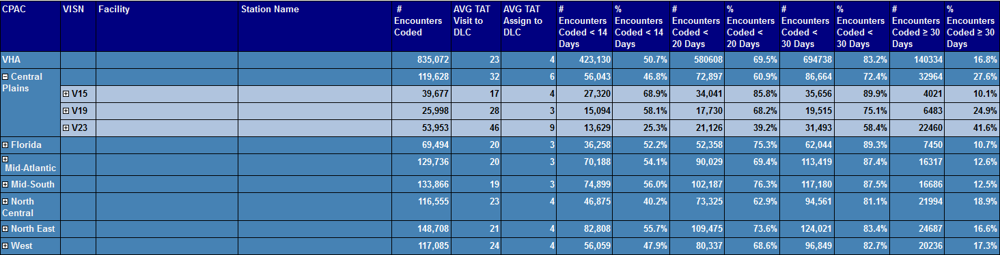 CPAC VISN Facility Station Name # Encounters Coded AVG TAT Visit to DLC AVG TAT Assign to DLC # Encounters Coded < 14 Days % Encounters Coded < 14 Days # Encounters Coded < 20 Days % Encounters Coded < 20 Days # Encounters Coded < 30 Days % Encounters Coded < 30 Days # Encounters Coded ≥ 30 Days % Encounters Coded ≥ 30 Days
VHA 835,072 23 4 423,130 50.7% 580608 69.5% 694738 83.2% 140334 16.8%
Central Plains 119,628 32 6 56,043 46.8% 72,897 60.9% 86,664 72.4% 32964 27.6%
V15 39,677 17 4 27,320 68.9% 34,041 85.8% 35,656 89.9% 4021 10.1%
V19 25,998 28 3 15,094 58.1% 17,730 68.2% 19,515 75.1% 6483 24.9%
V23 53,953 46 9 13,629 25.3% 21,126 39.2% 31,493 58.4% 22460 41.6%
Florida 69,494 20 3 36,258 52.2% 52,358 75.3% 62,044 89.3% 7450 10.7%
Mid-Atlantic 129,736 20 3 70,188 54.1% 90,029 69.4% 113,419 87.4% 16317 12.6%
Mid-South 133,866 19 3 74,899 56.0% 102,187 76.3% 117,180 87.5% 16686 12.5%
North Central 116,555 23 4 46,875 40.2% 73,325 62.9% 94,561 81.1% 21994 18.9%
North East 148,708 21 4 82,808 55.7% 109,475 73.6% 124,021 83.4% 24687 16.6%
West 117,085 24 4 56,059 47.9% 80,337 68.6% 96,849 82.7% 20236 17.3%